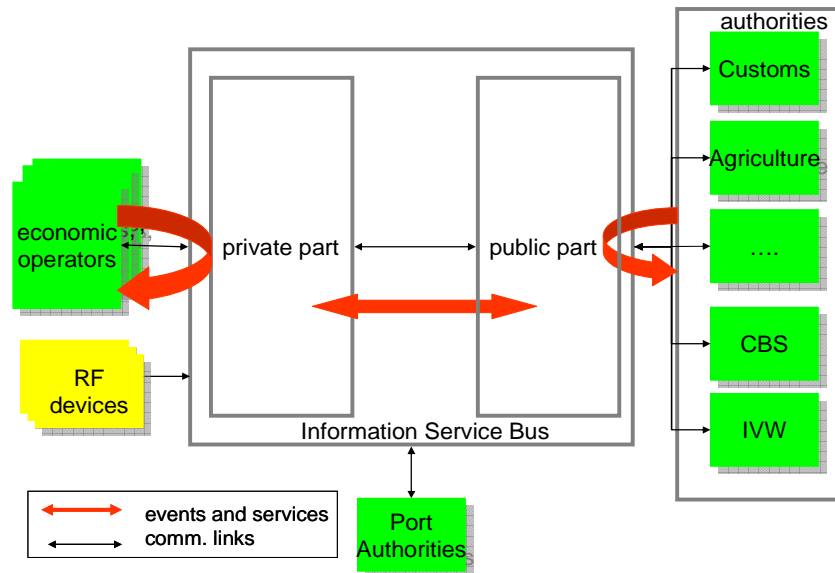 authorities
Customs
Agriculture
....
CBS
IVW
economic
operators
private part
public part
RF
devices
Information Service Bus
events and services
comm. links
Port
Authorities